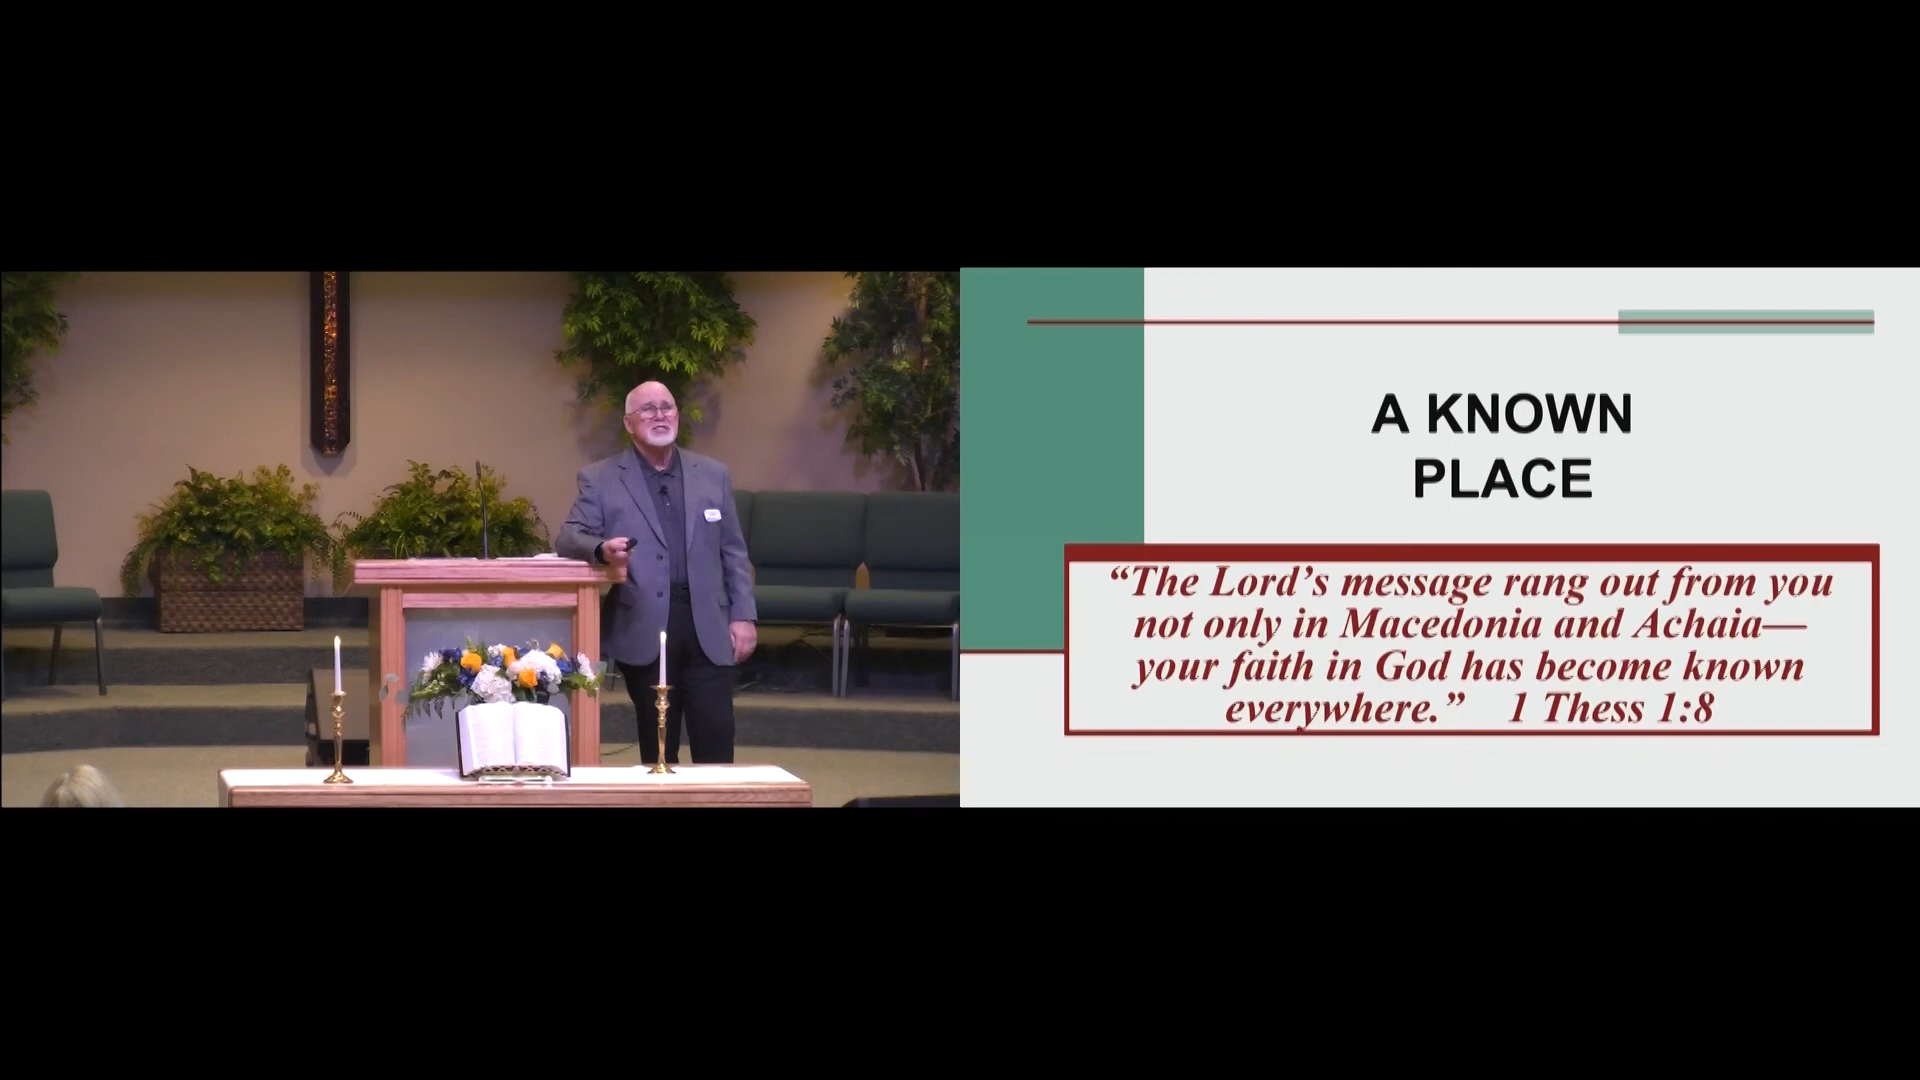 A KNOWN
PLACE
“The Lord’s message rang out from you
not only in Macedonia and Achaia—
your faith in God has become known
everywhere.” 1 Thess 1:8